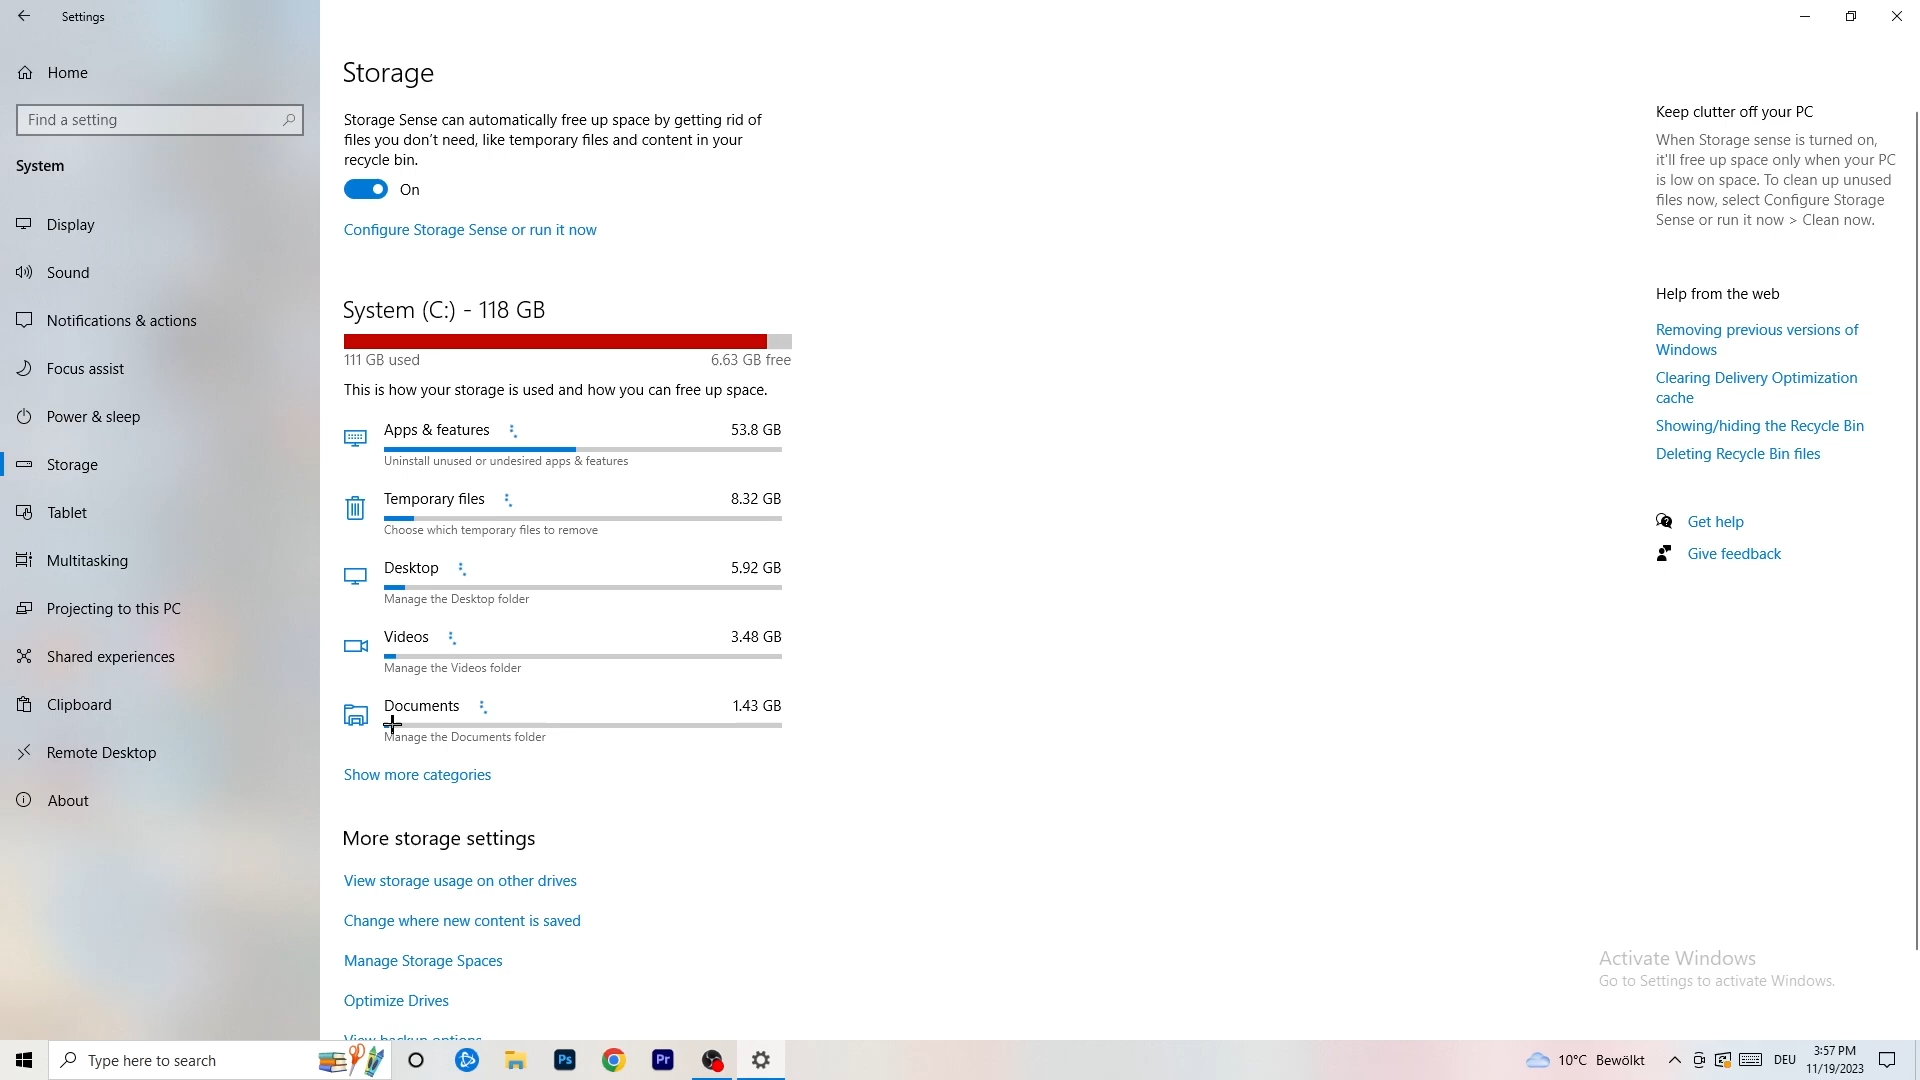 Settings
Home
Find a setting
System
Display
Sound
Notifications & actions
Focus assist
Power & sleep
Storage
Tablet
Multitasking
Projecting to this PC
Shared experiences
Clipboard
Remote Desktop
About
Storage
Storage Sense can automatically free up space by getting rid of
files you don't need, like temporary files and content in your
recycle bin.
On
Configure Storage Sense or run it now
System (C:) - 118 GB
111 GB used
6.63 GB free
This is how your storage is used and how you can free up space.
Apps & features
53.8 GB
Uninstall unused or undesired apps & features
Temporary files
8.32 GB
Choose which temporary files to remove
Desktop
5.92 GB
Manage the Desktop folder
Videos
3.48 GB
Manage the Videos folder
Documents
1.43 GB
Manage the Documents folder
Show more categories
More storage settings
View storage usage on other drives
Change where new content is saved
Manage Storage Spaces
Optimize Drives
View backup options
Keep clutter off your PC
When Storage sense is turned on,
it'll free up space only when your PC
is low on space. To clean up unused
files now, select Configure Storage
Sense or run it now > Clean now.
Help from the web
Removing previous versions of
Windows
Clearing Delivery Optimization
cache
Showing/hiding the Recycle Bin
Deleting Recycle Bin files
Get help
Give feedback
Activate Windows
Go to Settings to activate Windows.
Type here to search
Ps
Pr
10°C Bewölkt
DEU
3:57 PM
11/19/2023